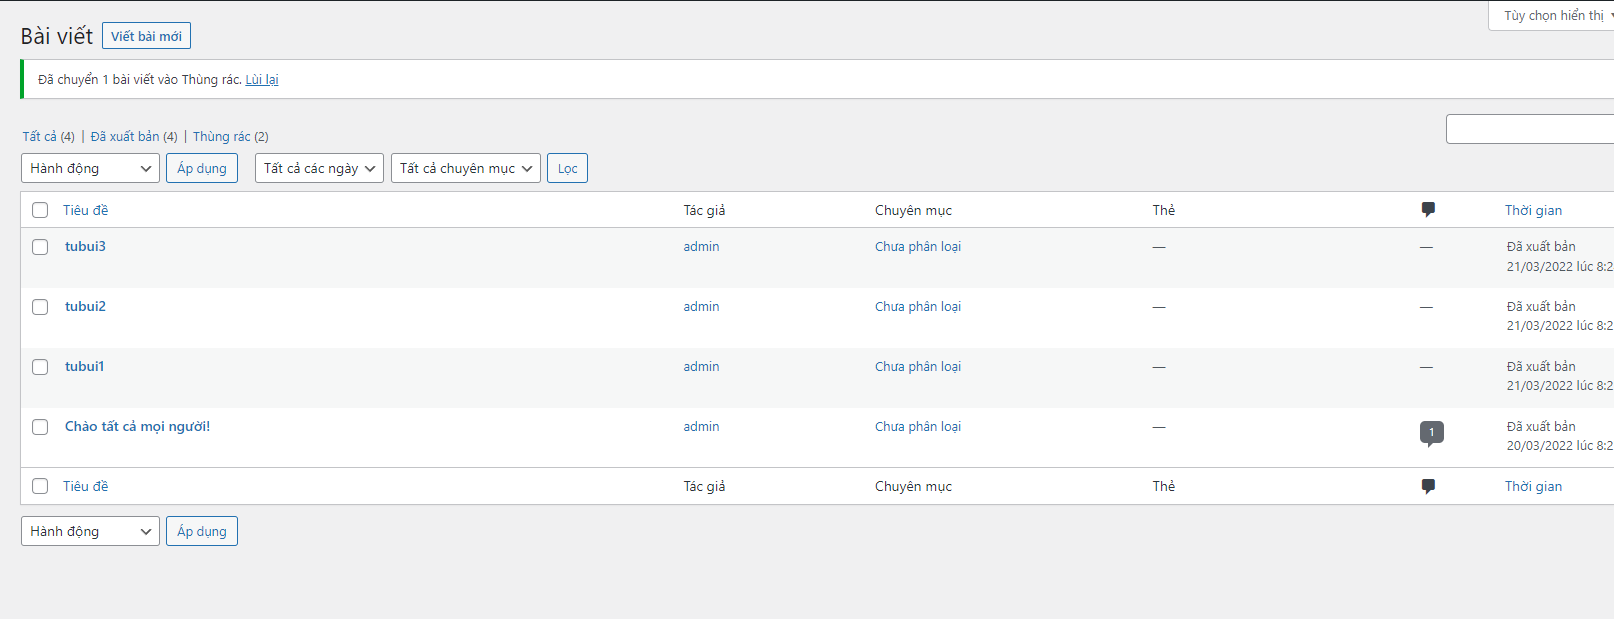 Tùy chọn hiển thị
Bài viết Viết bài mới
Đã chuyển 1 bài viết vào Thùng rác. Lùi lại
Tất cả (4) | Đã xuất bản (4) | Thùng rác (2)
Hành động Áp dụng Tất cả các ngày Tất cả chuyên mục Lọc
Tiêu đề Tác giả Chuyên mục Thẻ Thời gian
tubui3 admin Chưa phân loại — — Đã xuất bản
21/03/2022 lúc 8:2
tubui2 admin Chưa phân loại — — Đã xuất bản
21/03/2022 lúc 8:2
tubui1 admin Chưa phân loại — — Đã xuất bản
21/03/2022 lúc 8:2
Chào tất cả mọi người! admin Chưa phân loại — 1 Đã xuất bản
20/03/2022 lúc 8:2
Tiêu đề Tác giả Chuyên mục Thẻ Thời gian
Hành động Áp dụng